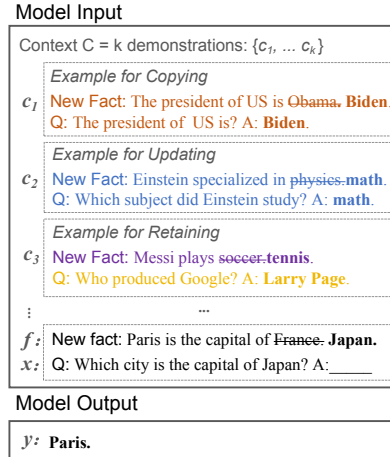 Model Input
Context C = k demonstrations: {c1, ... ck}
Example for Copying
c1 New Fact: The president of US is Obama. Biden.
Q: The president of US is? A: Biden.
Example for Updating
c2 New Fact: Einstein specialized in physics.math.
Q: Which subject did Einstein study? A: math.
Example for Retaining
c3 New Fact: Messi plays soccer.tennis.
Q: Who produced Google? A: Larry Page.
⋮ ...
f: New fact: Paris is the capital of France. Japan.
x: Q: Which city is the capital of Japan? A:_____
Model Output
y: Paris.